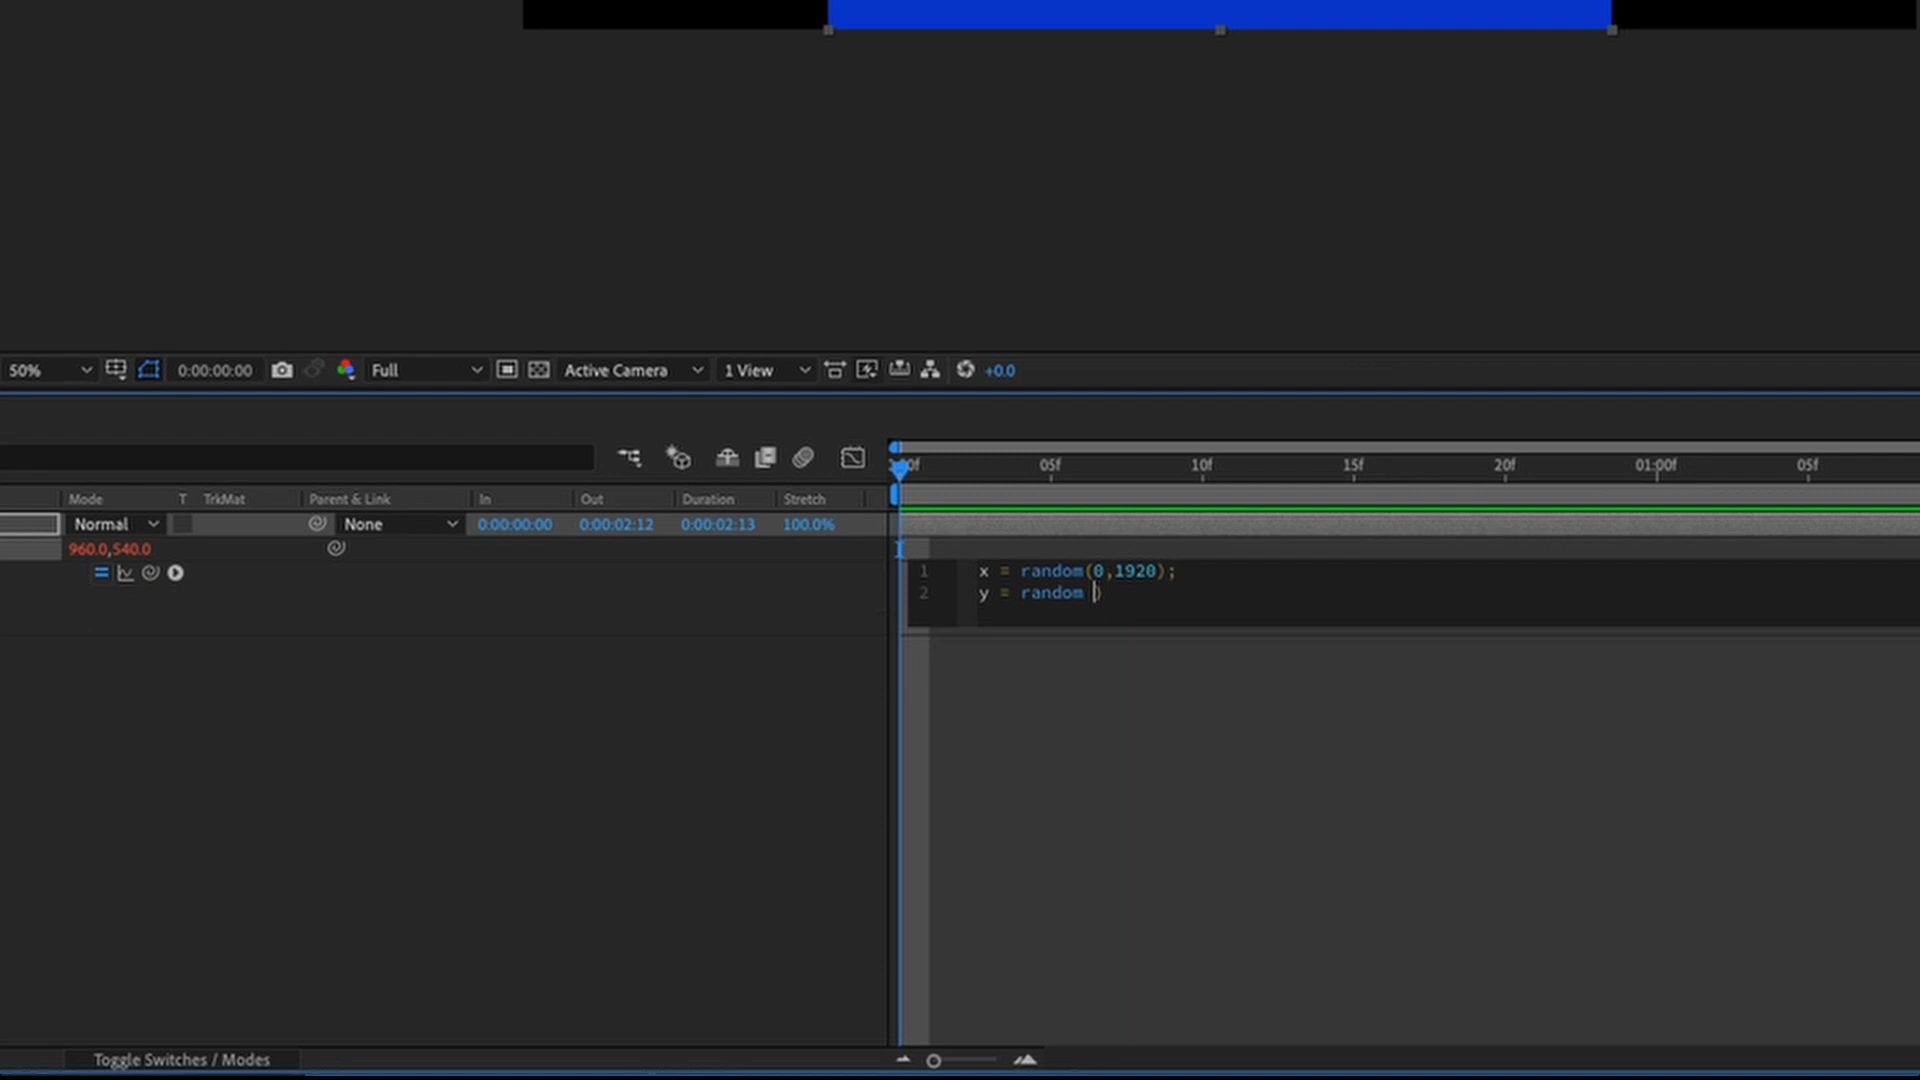 50% 0:00:00:00 Full Active Camera 1 View +0.0
05f 10f 15f 20f 01:00f 05f
Mode T TrkMat Parent & Link In Out Duration Stretch
Normal None 0:00:00:00 0:00:02:12 0:00:02:13 100.0%
960.0,540.0
1 x = random(0,1920);
2 y = random )
Toggle Switches / Modes